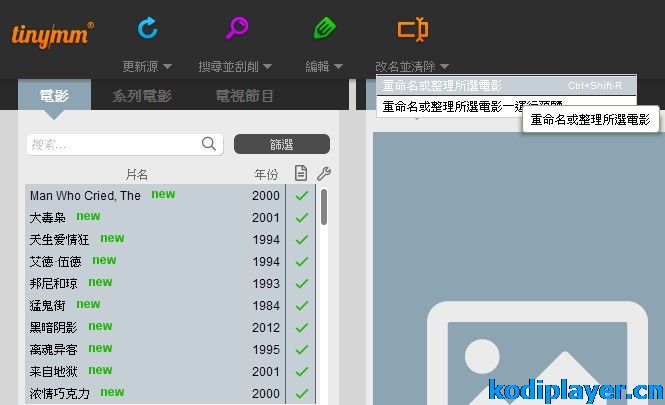 tinymm®
更新源 搜尋並刮削 編輯 改名並清除
電影 系列電影 電視節目
重命名或整理所選電影 Ctrl+Shift-R
重命名或整理所選電影—運行預覽
重命名或整理所選電影
搜索... 篩選
片名 年份
Man Who Cried, The new 2000
大毒枭 new 2001
天生爱情狂 new 1994
艾德·伍德 new 1994
邦尼和琼 new 1993
猛鬼街 new 1984
黑暗阴影 new 2012
离魂异客 new 1995
来自地狱 new 2001
浓情巧克力 new 2000
kodiplayer.cn